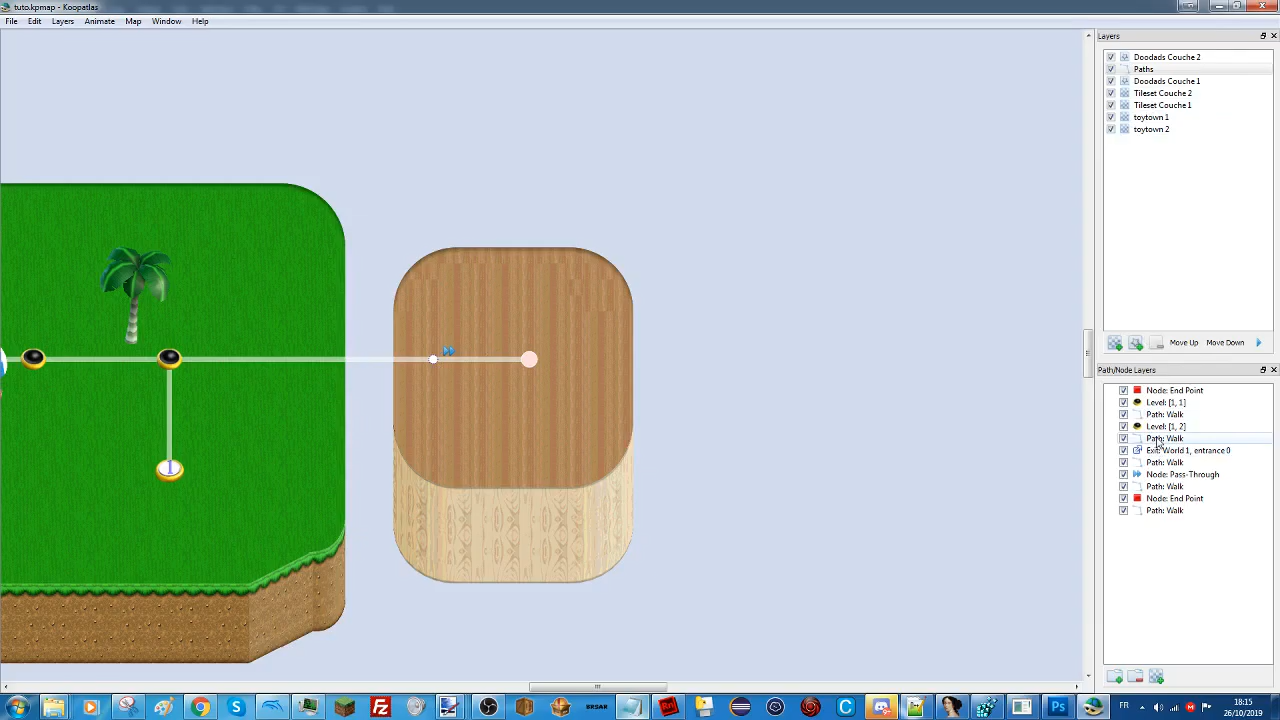 tuto.kpmap - Koopatlas
File Edit Layers Animate Map Window Help
Layers
Doodads Couche 2
Paths
Doodads Couche 1
Tileset Couche 2
Tileset Couche 1
toytown 1
toytown 2
Move Up Move Down
Path/Node Layers
Node: End Point
Level: [1, 1]
Path: Walk
Level: [1, 2]
Path: Walk
Exit: World 1, entrance 0
Path: Walk
Node: Pass-Through
Path: Walk
Node: End Point
Path: Walk
1
BRSAR
FR
18:15
26/10/2019